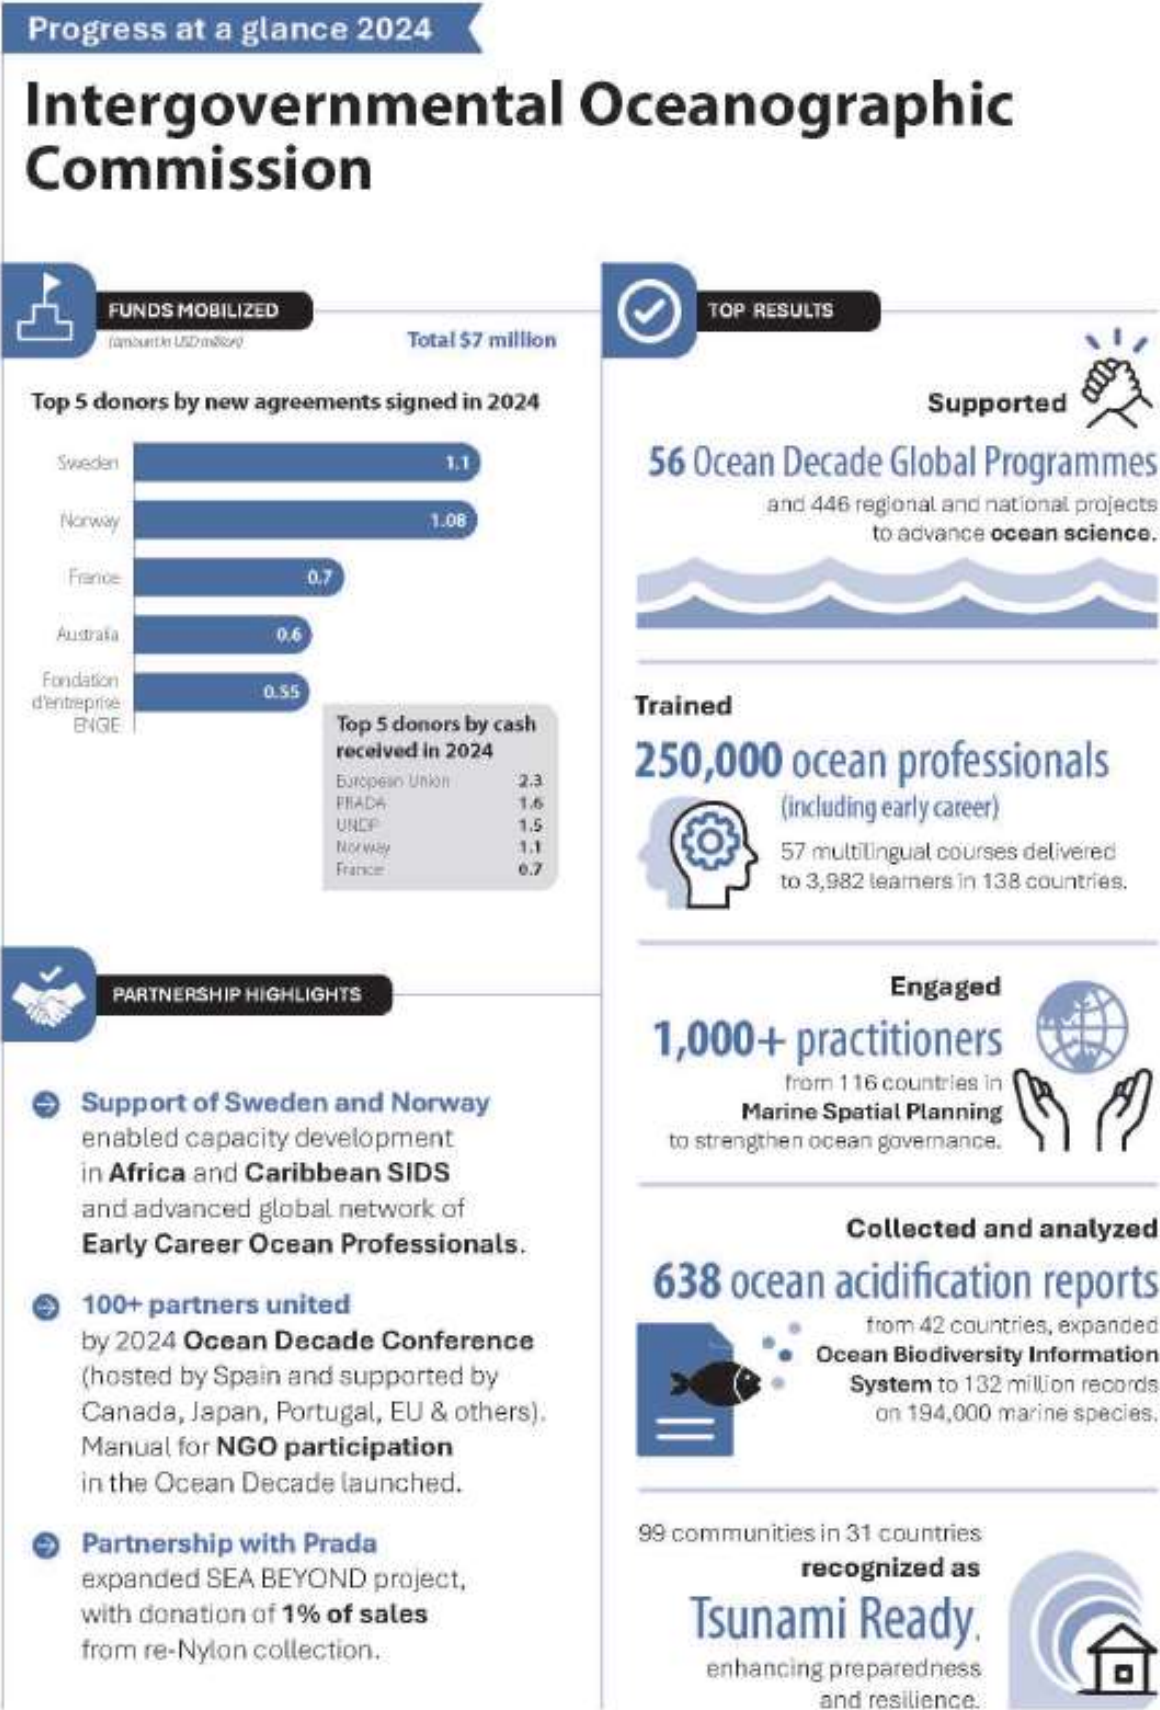 Progress at a glance 2024
Intergovernmental Oceanographic
Commission
FUNDS MOBILIZED
(amount in USD million)
Total $7 million
Top 5 donors by new agreements signed in 2024
Sweden 1.1
Norway 1.08
France 0.7
Australia 0.6
Fondation
d'entreprise
ENGIE
0.55
Top 5 donors by cash
received in 2024
European Union 2.3
PRADA 1.6
UNDP 1.5
Norway 1.1
France 0.7
PARTNERSHIP HIGHLIGHTS
Support of Sweden and Norway
enabled capacity development
in Africa and Caribbean SIDS
and advanced global network of
Early Career Ocean Professionals.
100+ partners united
by 2024 Ocean Decade Conference
(hosted by Spain and supported by
Canada, Japan, Portugal, EU & others).
Manual for NGO participation
in the Ocean Decade launched.
Partnership with Prada
expanded SEA BEYOND project,
with donation of 1% of sales
from re-Nylon collection.
TOP RESULTS
Supported
56 Ocean Decade Global Programmes
and 446 regional and national projects
to advance ocean science.
Trained
250,000 ocean professionals
(including early career)
57 multilingual courses delivered
to 3,982 learners in 138 countries.
Engaged
1,000+ practitioners
from 116 countries in
Marine Spatial Planning
to strengthen ocean governance.
Collected and analyzed
638 ocean acidification reports
from 42 countries, expanded
Ocean Biodiversity Information
System to 132 million records
on 194,000 marine species.
99 communities in 31 countries
recognized as
Tsunami Ready,
enhancing preparedness
and resilience.